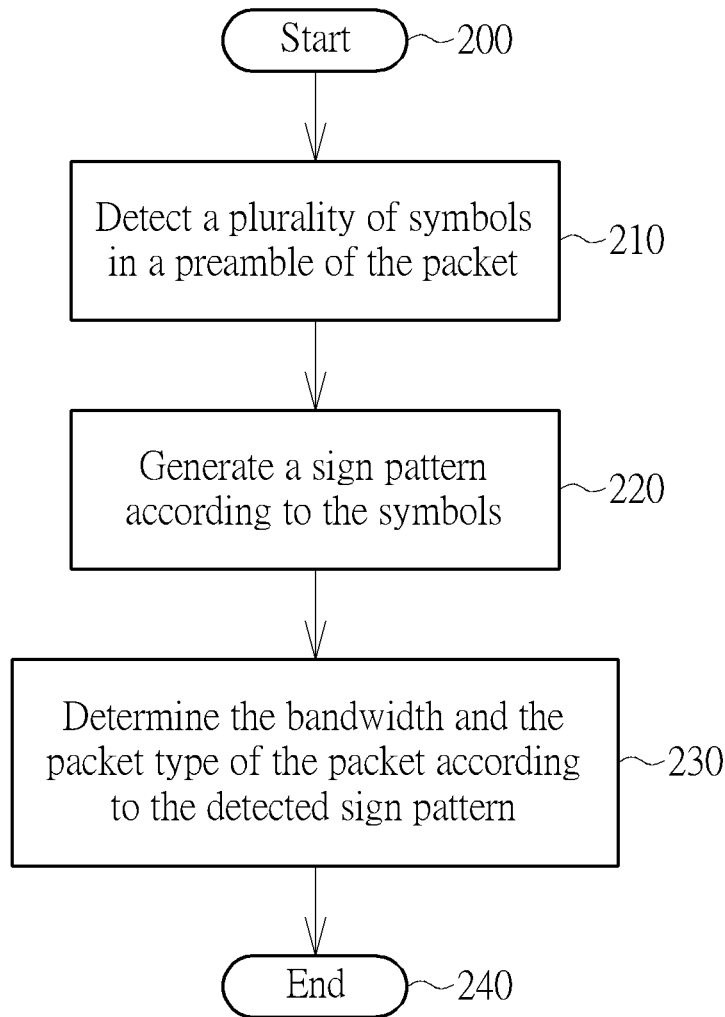 Start
200
Detect a plurality of symbols
in a preamble of the packet
210
Generate a sign pattern
according to the symbols
220
Determine the bandwidth and the
packet type of the packet according
to the detected sign pattern
230
End
240